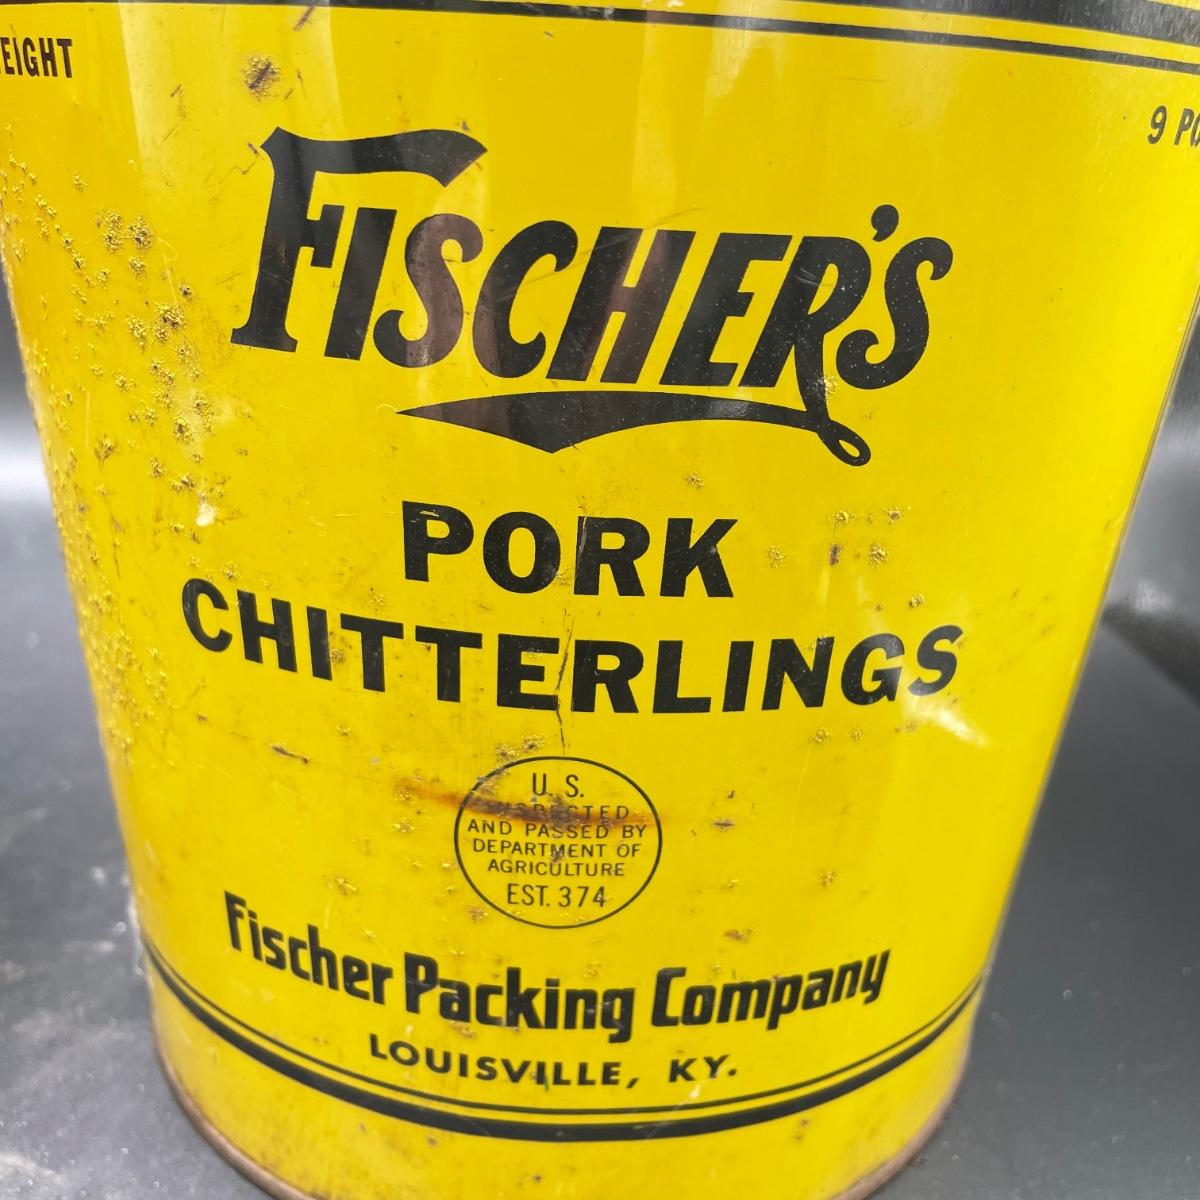 EIGHT
9 PO
FISCHER'S
PORK
CHITTERLINGS
U. S.
INSPECTED
AND PASSED BY
DEPARTMENT OF
AGRICULTURE
EST. 374
Fischer Packing Company
LOUISVILLE, KY.